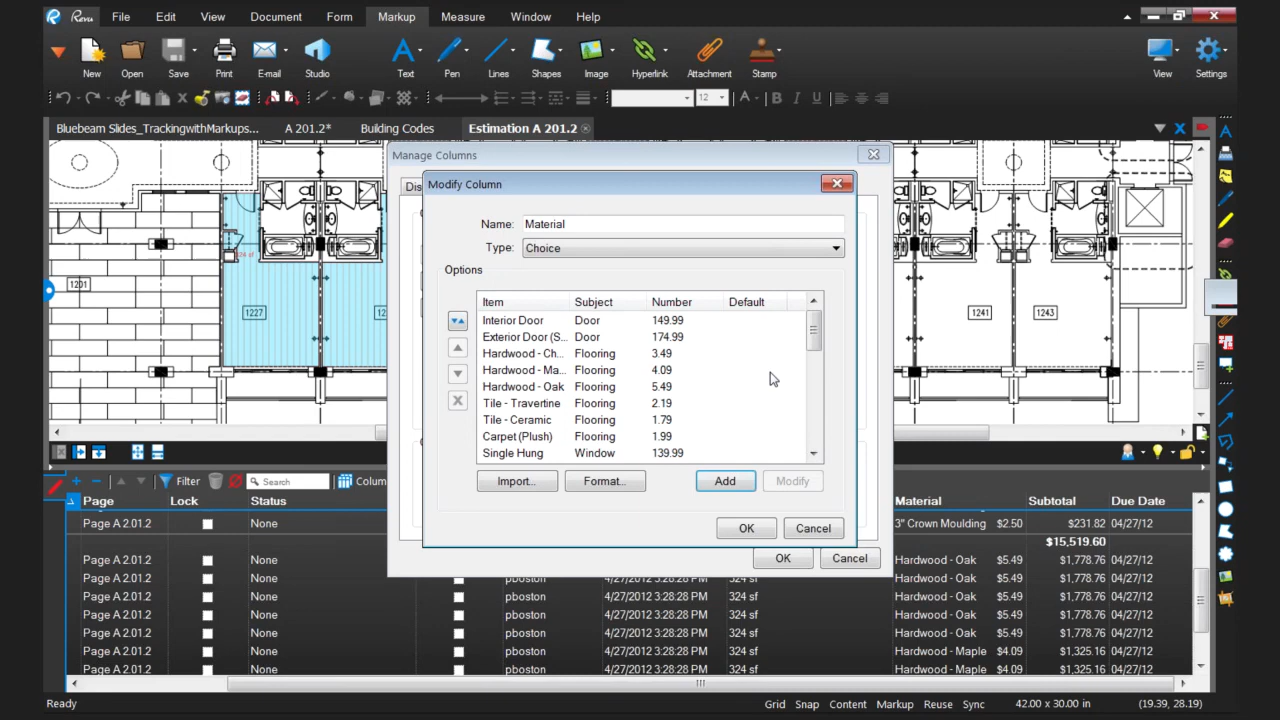 Revu File Edit View Document Form Markup Measure Window Help
New Open Save Print E-mail Studio Text Pen Lines Shapes Image Hyperlink Attachment Stamp View Settings
12 A B I U
Bluebeam Slides_TrackingwithMarkups... A 201.2* Building Codes Estimation A 201.2
Manage Columns
Modify Column
Name: Material
Type: Choice
Options
Item Subject Number Default
Interior Door Door 149.99
Exterior Door (S... Door 174.99
Hardwood - Ch... Flooring 3.49
Hardwood - Ma... Flooring 4.09
Hardwood - Oak Flooring 5.49
Tile - Travertine Flooring 2.19
Tile - Ceramic Flooring 1.79
Carpet (Plush) Flooring 1.99
Single Hung Window 139.99
Import... Format... Add Modify
OK Cancel
OK Cancel
1201
1227
1241
1243
Filter Search Colum
Page Lock Status Material Subtotal Due Date
Page A 2.01.2 None 3" Crown Moulding $2.50 $231.82 04/27/12
$15,519.60
Page A 2.01.2 None Hardwood - Oak $5.49 $1,778.76 04/27/12
Page A 2.01.2 None pboston 4/27/2012 3:28:28 PM 324 sf Hardwood - Oak $5.49 $1,778.76 04/27/12
Page A 2.01.2 None pboston 4/27/2012 3:28:28 PM 324 sf Hardwood - Oak $5.49 $1,778.76 04/27/12
Page A 2.01.2 None pboston 4/27/2012 3:28:28 PM 324 sf Hardwood - Oak $5.49 $1,778.76 04/27/12
Page A 2.01.2 None pboston 4/27/2012 3:28:28 PM 324 sf Hardwood - Oak $5.49 $1,778.76 04/27/12
Page A 2.01.2 None pboston 4/27/2012 3:28:28 PM 324 sf Hardwood - Maple $4.09 $1,325.16 04/27/12
Page A 2.01.2 None pboston 4/27/2012 3:28:28 PM 324 sf Hardwood - Maple $4.09 $1,325.16 04/27/12
Ready Grid Snap Content Markup Reuse Sync 42.00 x 30.00 in (19.39, 28.19)